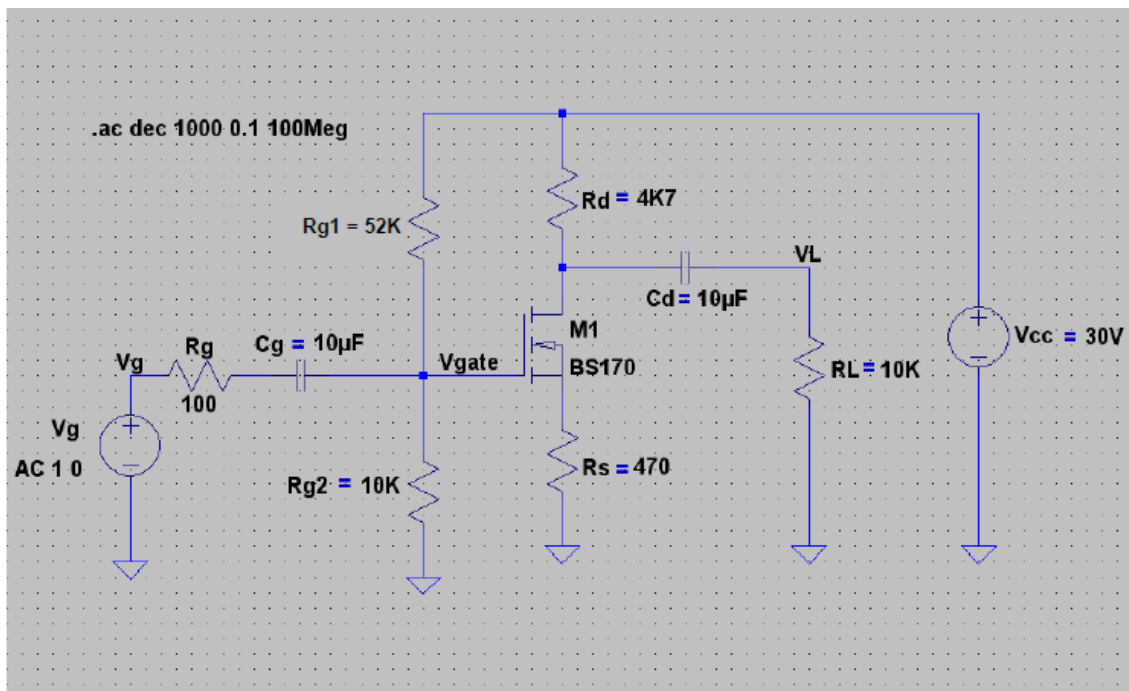 .ac dec 1000 0.1 100Meg
Rd = 4K7
Rg1 = 52K
VL
Cd = 10µF
M1
Vcc = 30V
Cg = 10µF
Rg
Vg
Vgate
BS170
RL = 10K
100
Vg
AC 1 0
Rs = 470
Rg2 = 10K
+
−
+
−